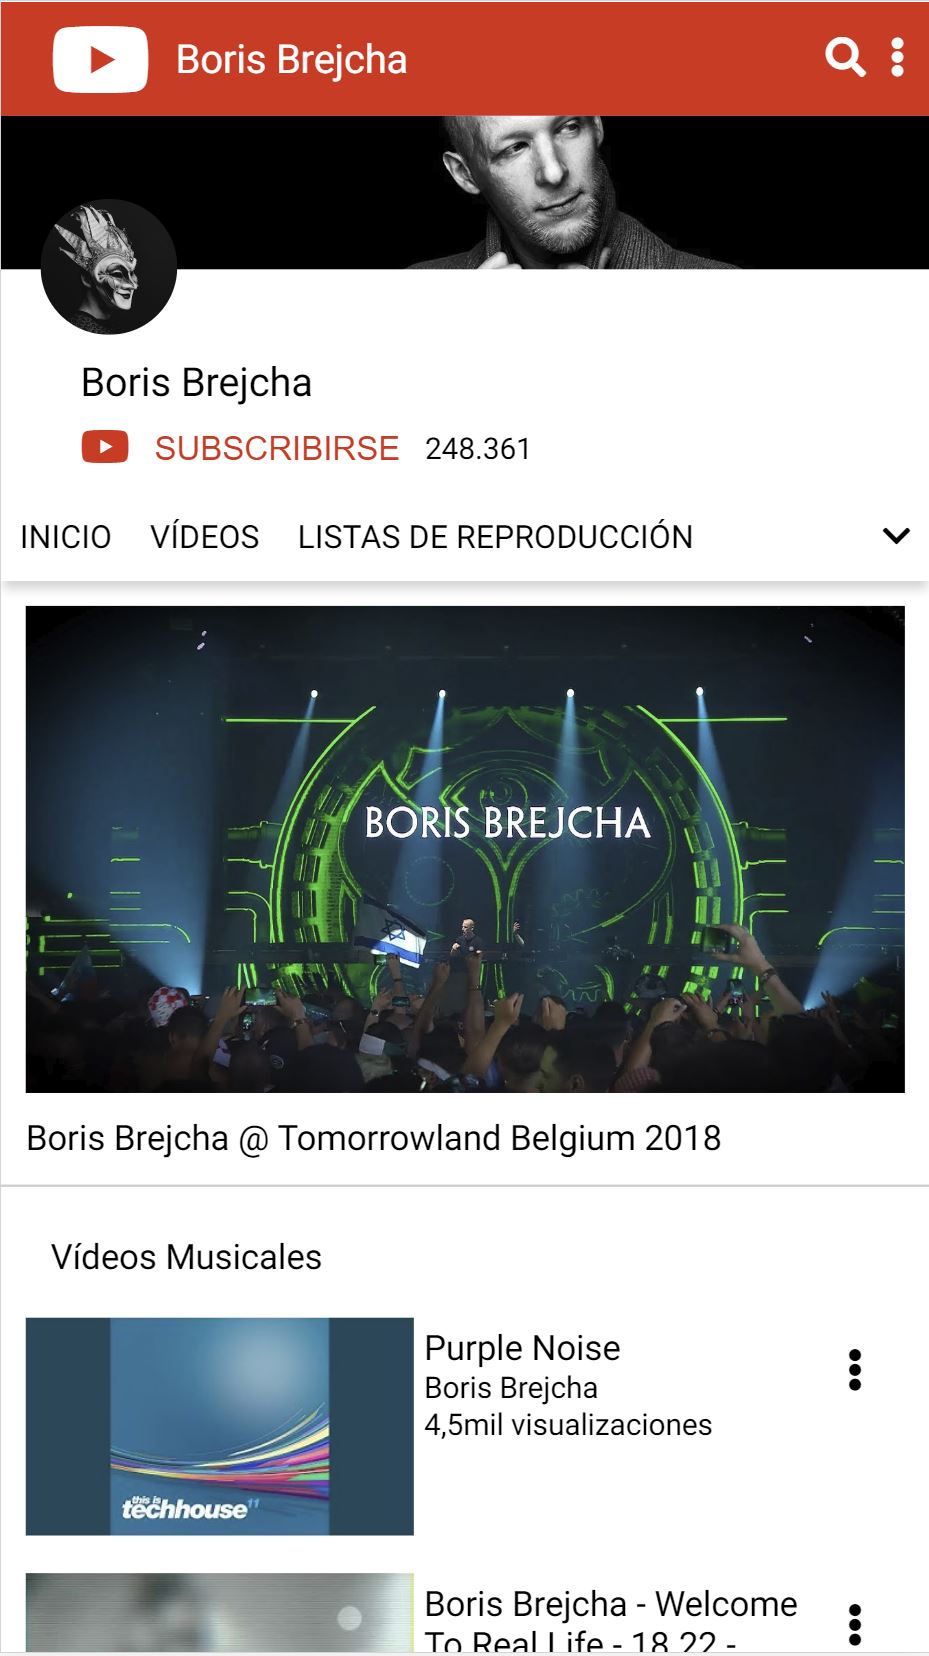 Boris Brejcha
Boris Brejcha
SUBSCRIBIRSE 248.361
INICIO VÍDEOS LISTAS DE REPRODUCCIÓN
BORIS BREJCHA
Boris Brejcha @ Tomorrowland Belgium 2018
Vídeos Musicales
this is
techhouse 11
Purple Noise
Boris Brejcha
4,5mil visualizaciones
Boris Brejcha - Welcome
To Real Life - 18.22 -